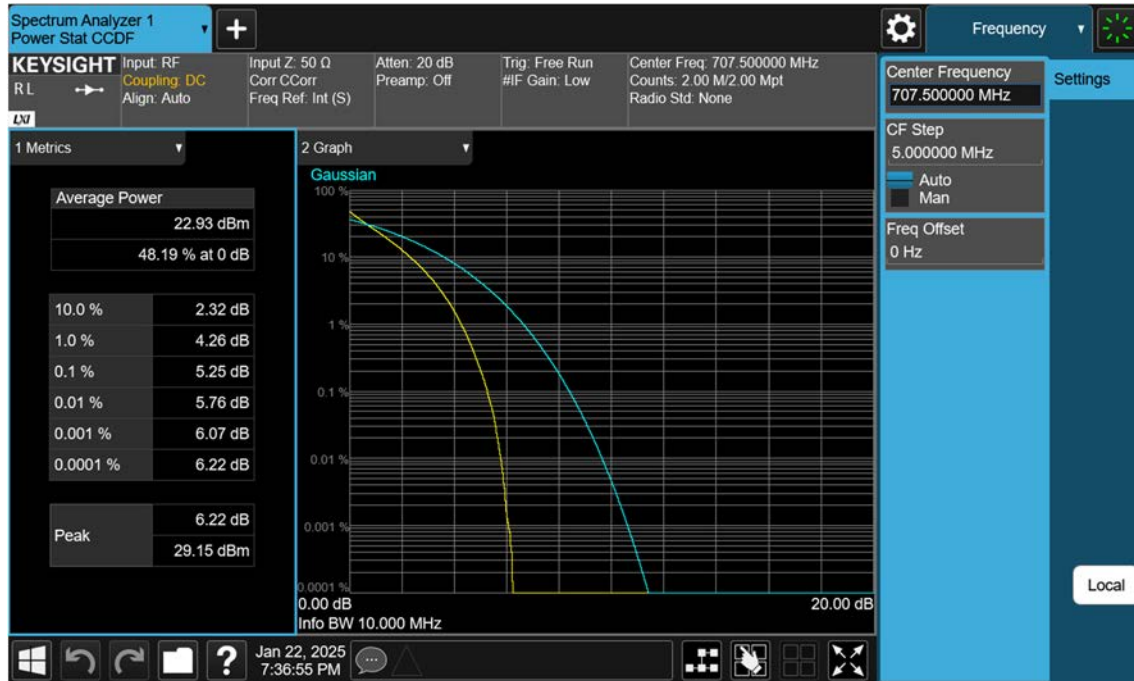 Spectrum Analyzer 1
Power Stat CCDF
Frequency
KEYSIGHT
R L
LXI
Input: RF
Coupling: DC
Align: Auto
Input Z: 50 Ω
Corr CCorr
Freq Ref: Int (S)
Atten: 20 dB
Preamp: Off
Trig: Free Run
#IF Gain: Low
Center Freq: 707.500000 MHz
Counts: 2.00 M/2.00 Mpt
Radio Std: None
Center Frequency
707.500000 MHz
Settings
CF Step
5.000000 MHz
Auto
Man
Freq Offset
0 Hz
Local
1 Metrics
Average Power
22.93 dBm
48.19 % at 0 dB
10.0 % 2.32 dB
1.0 % 4.26 dB
0.1 % 5.25 dB
0.01 % 5.76 dB
0.001 % 6.07 dB
0.0001 % 6.22 dB
Peak
6.22 dB
29.15 dBm
2 Graph
Gaussian
100 %
10 %
1 %
0.1 %
0.01 %
0.001 %
0.0001 %
0.00 dB 20.00 dB
Info BW 10.000 MHz
?
Jan 22, 2025
7:36:55 PM